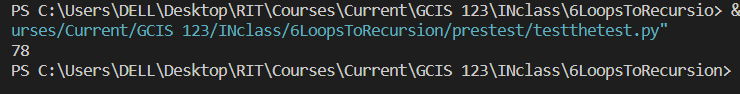 PS C:\Users\DELL\Desktop\RIT\Courses\Current\GCIS 123\INclass\6LoopsToRecursio> &
urses/Current/GCIS 123/INclass/6LoopsToRecursion/prestest/testthetest.py"
78
PS C:\Users\DELL\Desktop\RIT\Courses\Current\GCIS 123\INclass\6LoopsToRecursion>